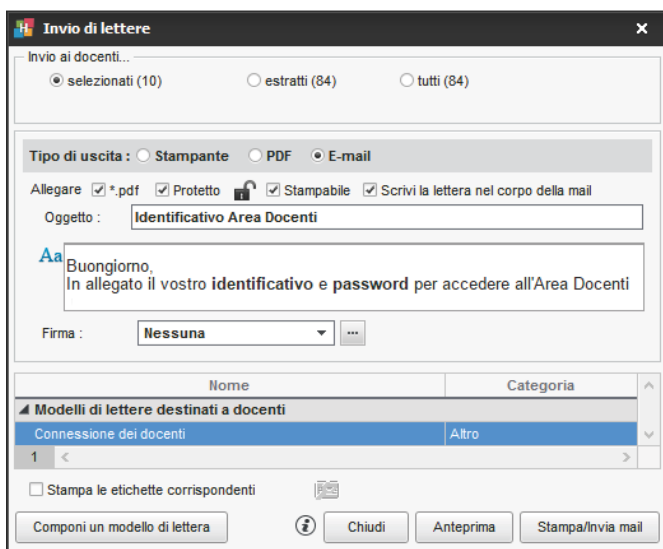 Invio di lettere
Invio ai docenti...
selezionati (10) estratti (84) tutti (84)
Tipo di uscita : Stampante PDF E-mail
Allegare *.pdf Protetto Stampabile Scrivi la lettera nel corpo della mail
Oggetto : Identificativo Area Docenti
Aa
Buongiorno,
In allegato il vostro identificativo e password per accedere all'Area Docenti
Firma : Nessuna ...
Nome Categoria
Modelli di lettere destinati a docenti
Connessione dei docenti Altro
1 < >
Stampa le etichette corrispondenti
Componi un modello di lettera i Chiudi Anteprima Stampa/Invia mail